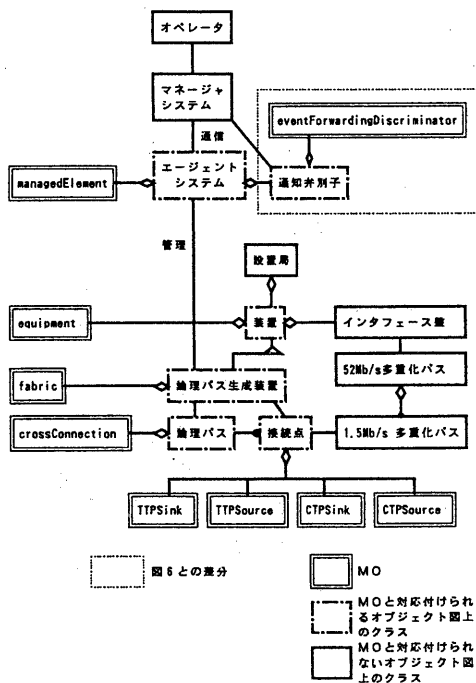 オペレータ
マネージャ
システム
eventForwardingDiscriminator
通信
エージェント
システム
通知弁別子
managedElement
管理
設置局
equipment
装置
インタフェース盤
52Mb/s多重化パス
fabric
論理パス生成装置
crossConnection
論理パス
接続点
1.5Mb/s 多重化パス
TTPSink
TTPSource
CTPSink
CTPSource
図6との差分
MO
MOと対応付けられ
るオブジェクト図上
のクラス
MOと対応付けられ
ないオブジェクト図
上のクラス